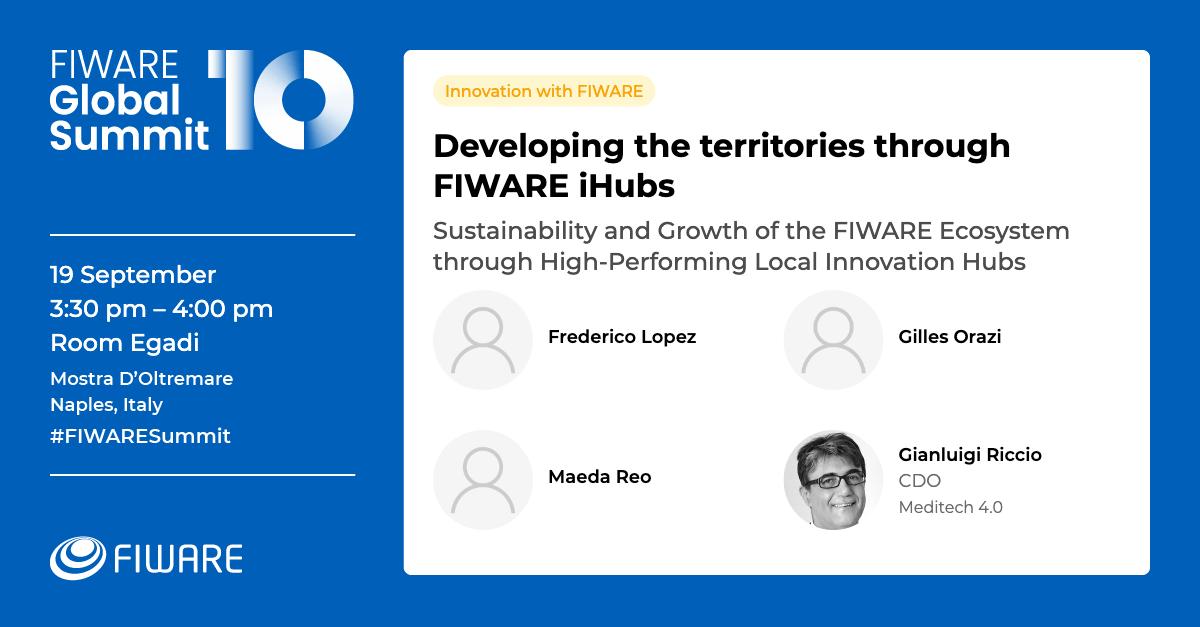 FIWARE
Global
Summit
10
19 September
3:30 pm – 4:00 pm
Room Egadi
Mostra D’Oltremare
Naples, Italy
#FIWARESummit
FIWARE
Innovation with FIWARE
Developing the territories through
FIWARE iHubs
Sustainability and Growth of the FIWARE Ecosystem
through High-Performing Local Innovation Hubs
Frederico Lopez
Gilles Orazi
Maeda Reo
Gianluigi Riccio
CDO
Meditech 4.0